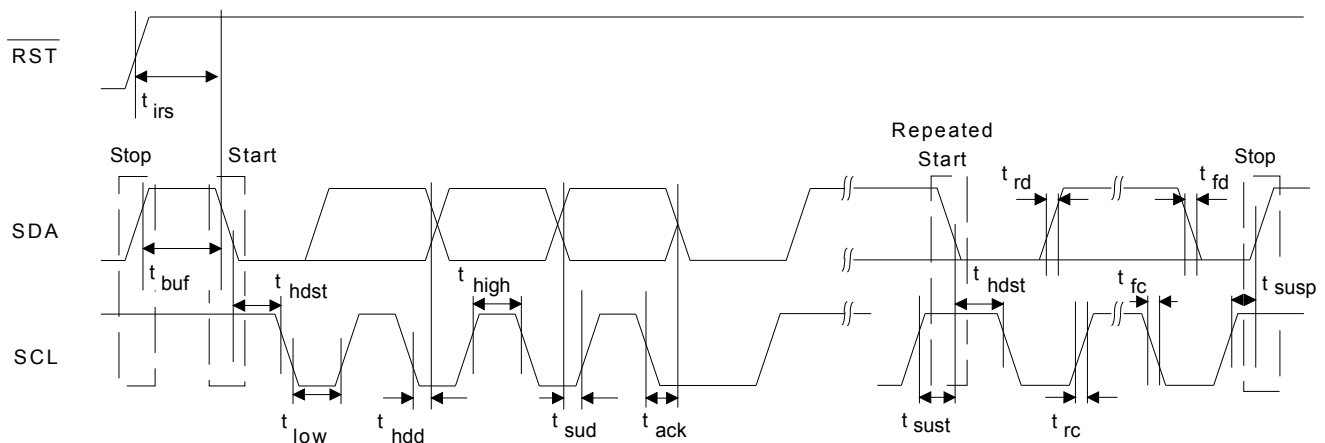 RST
t irs
Repeated
Stop Start Start Stop
t rd t fd
SDA
t buf t hdst t high t hdst t fc t susp
SCL
t low t hdd t sud t ack t sust t rc